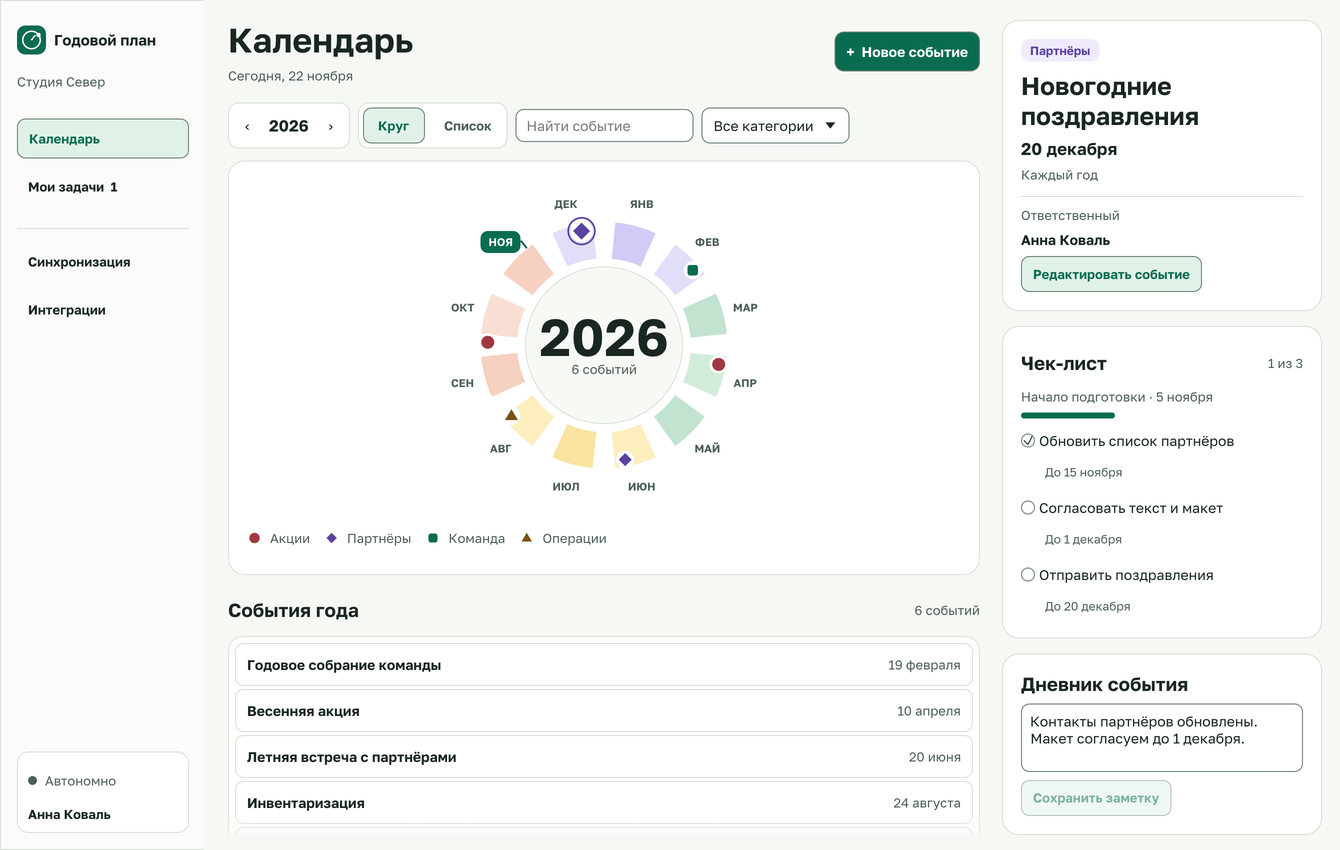 Годовой план
Студия Север
Календарь
Мои задачи 1
Синхронизация
Интеграции
Автономно
Анна Коваль
Календарь
Сегодня, 22 ноября
+ Новое событие
‹ 2026 ›
Круг
Список
Найти событие
Все категории
ДЕК
ЯНВ
НОЯ
ФЕВ
ОКТ
МАР
2026
6 событий
СЕН
АПР
АВГ
МАЙ
ИЮЛ
ИЮН
Акции
Партнёры
Команда
Операции
События года
6 событий
Годовое собрание команды
19 февраля
Весенняя акция
10 апреля
Летняя встреча с партнёрами
20 июня
Инвентаризация
24 августа
Партнёры
Новогодние
поздравления
20 декабря
Каждый год
Ответственный
Анна Коваль
Редактировать событие
Чек-лист
1 из 3
Начало подготовки · 5 ноября
Обновить список партнёров
До 15 ноября
Согласовать текст и макет
До 1 декабря
Отправить поздравления
До 20 декабря
Дневник события
Контакты партнёров обновлены.
Макет согласуем до 1 декабря.
Сохранить заметку